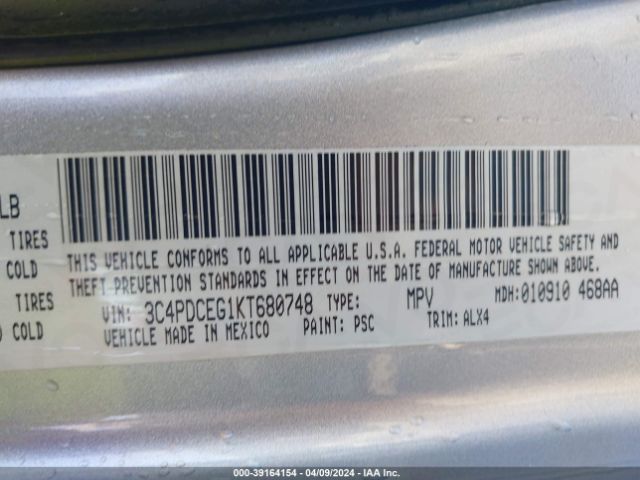 LB
TIRES
COLD
TIRES
COLD
THIS VEHICLE CONFORMS TO ALL APPLICABLE U.S.A. FEDERAL MOTOR VEHICLE SAFETY AND
THEFT-PREVENTION STANDARDS IN EFFECT ON THE DATE OF MANUFACTURE SHOWN ABOVE.
VIN: 3C4PDCEG1KT680748 TYPE: MPV MDH:010910 468AA
VEHICLE MADE IN MEXICO PAINT: PSC TRIM: ALX4
000-39164154 - 04/09/2024 - IAA Inc.